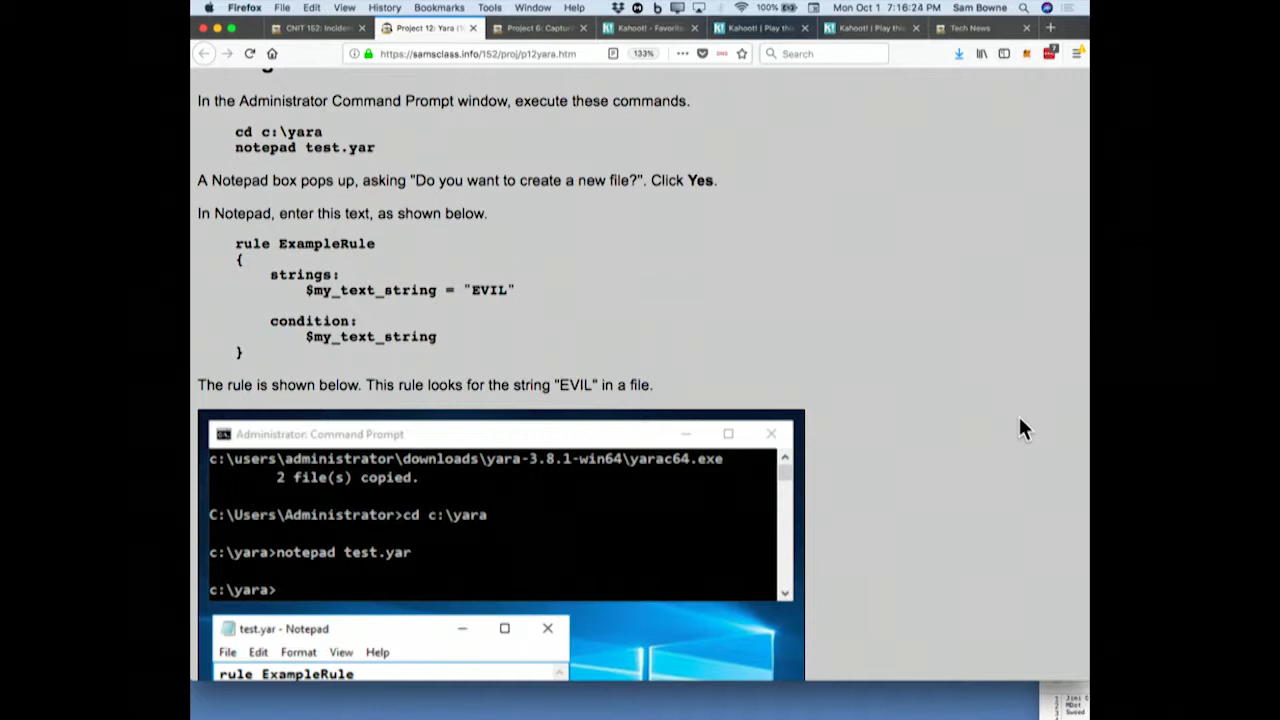 Firefox File Edit View History Bookmarks Tools Window Help 100% Mon Oct 1 7:16:24 PM Sam Bowne
CNIT 152: Inciden Project 12: Yara (1 Project 6: Captur Kahoot! - Favorite Kahoot! | Play this Kahoot! | Play this Tech News
https://samsclass.info/152/proj/p12yara.htm 133% Search
In the Administrator Command Prompt window, execute these commands.
cd c:\yara
notepad test.yar
A Notepad box pops up, asking "Do you want to create a new file?". Click Yes.
In Notepad, enter this text, as shown below.
rule ExampleRule
{
strings:
$my_text_string = "EVIL"
condition:
$my_text_string
}
The rule is shown below. This rule looks for the string "EVIL" in a file.
Administrator: Command Prompt
c:\users\administrator\downloads\yara-3.8.1-win64\yarac64.exe
2 file(s) copied.
C:\Users\Administrator>cd c:\yara
c:\yara>notepad test.yar
c:\yara>
test.yar - Notepad
File Edit Format View Help
rule ExampleRule